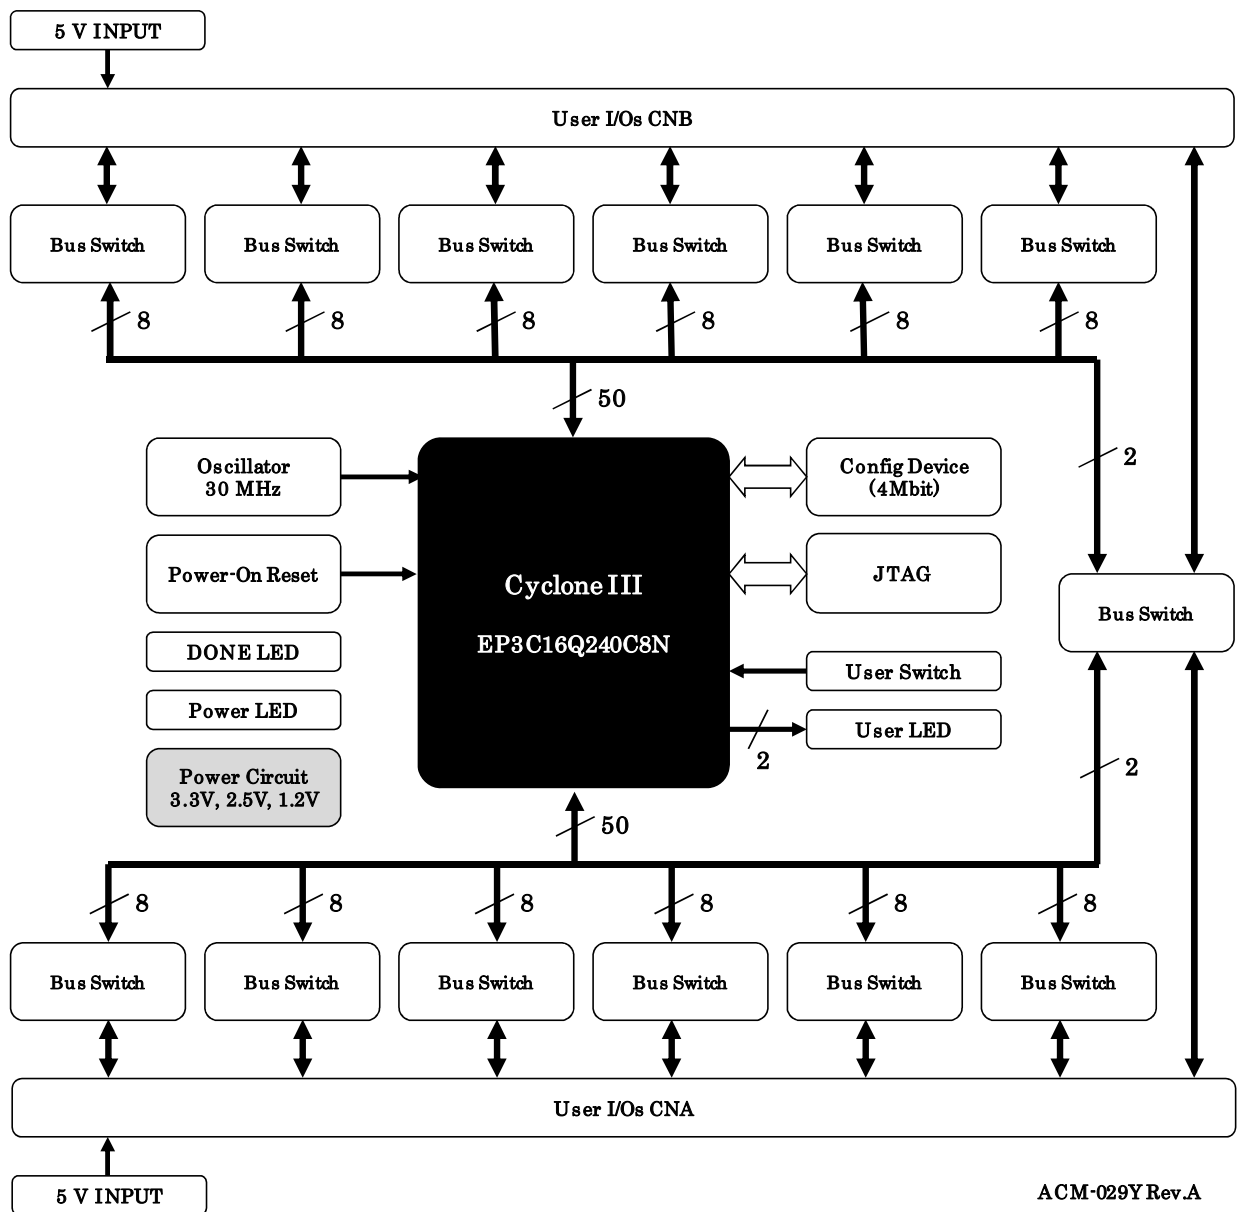 5 V INPUT
User I/Os CNB
Bus Switch Bus Switch Bus Switch Bus Switch Bus Switch Bus Switch
8 8 8 8 8 8
50
Oscillator
30 MHz
Config Device
(4Mbit)
2
Power-On Reset
Cyclone III
JTAG
Bus Switch
EP3C16Q240C8N
DONE LED
User Switch
Power LED
User LED
2
Power Circuit
3.3V, 2.5V, 1.2V
2
50
8 8 8 8 8 8
Bus Switch Bus Switch Bus Switch Bus Switch Bus Switch Bus Switch
User I/Os CNA
5 V INPUT
ACM-029Y Rev.A